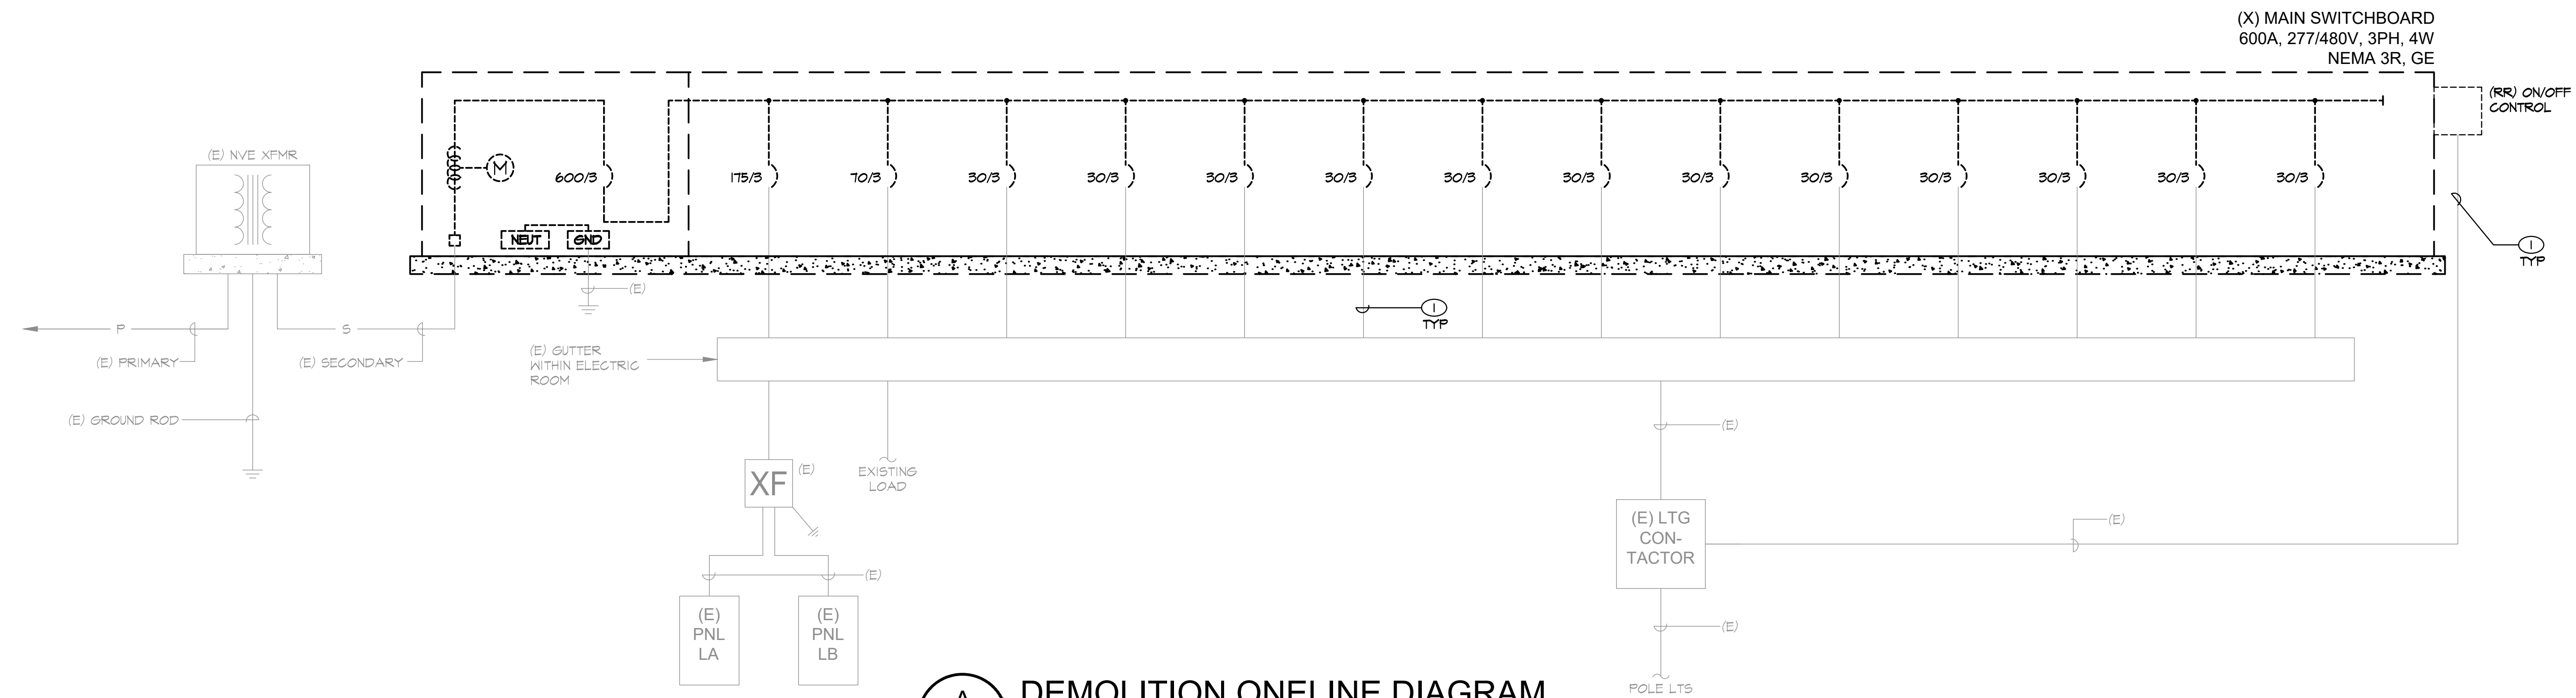 (X) MAIN SWITCHBOARD
600A, 277/480V, 3PH, 4W
NEMA 3R, GE
(RR) ON/OFF
CONTROL
(E) NVE XFMR
M
600/3
175/3
70/3
30/3
30/3
30/3
30/3
30/3
30/3
30/3
30/3
30/3
30/3
30/3
30/3
NEUT
GND
1
TYP
(E)
1
TYP
P
S
(E) PRIMARY
(E) SECONDARY
(E) GUTTER
WITHIN ELECTRIC
ROOM
(E) GROUND ROD
(E)
XF
(E)
EXISTING
LOAD
(E) LTG
CON-
TACTOR
(E)
(E)
(E)
PNL
LA
(E)
PNL
LB
(E)
POLE LTS
A
DEMOLITION ONELINE DIAGRAM